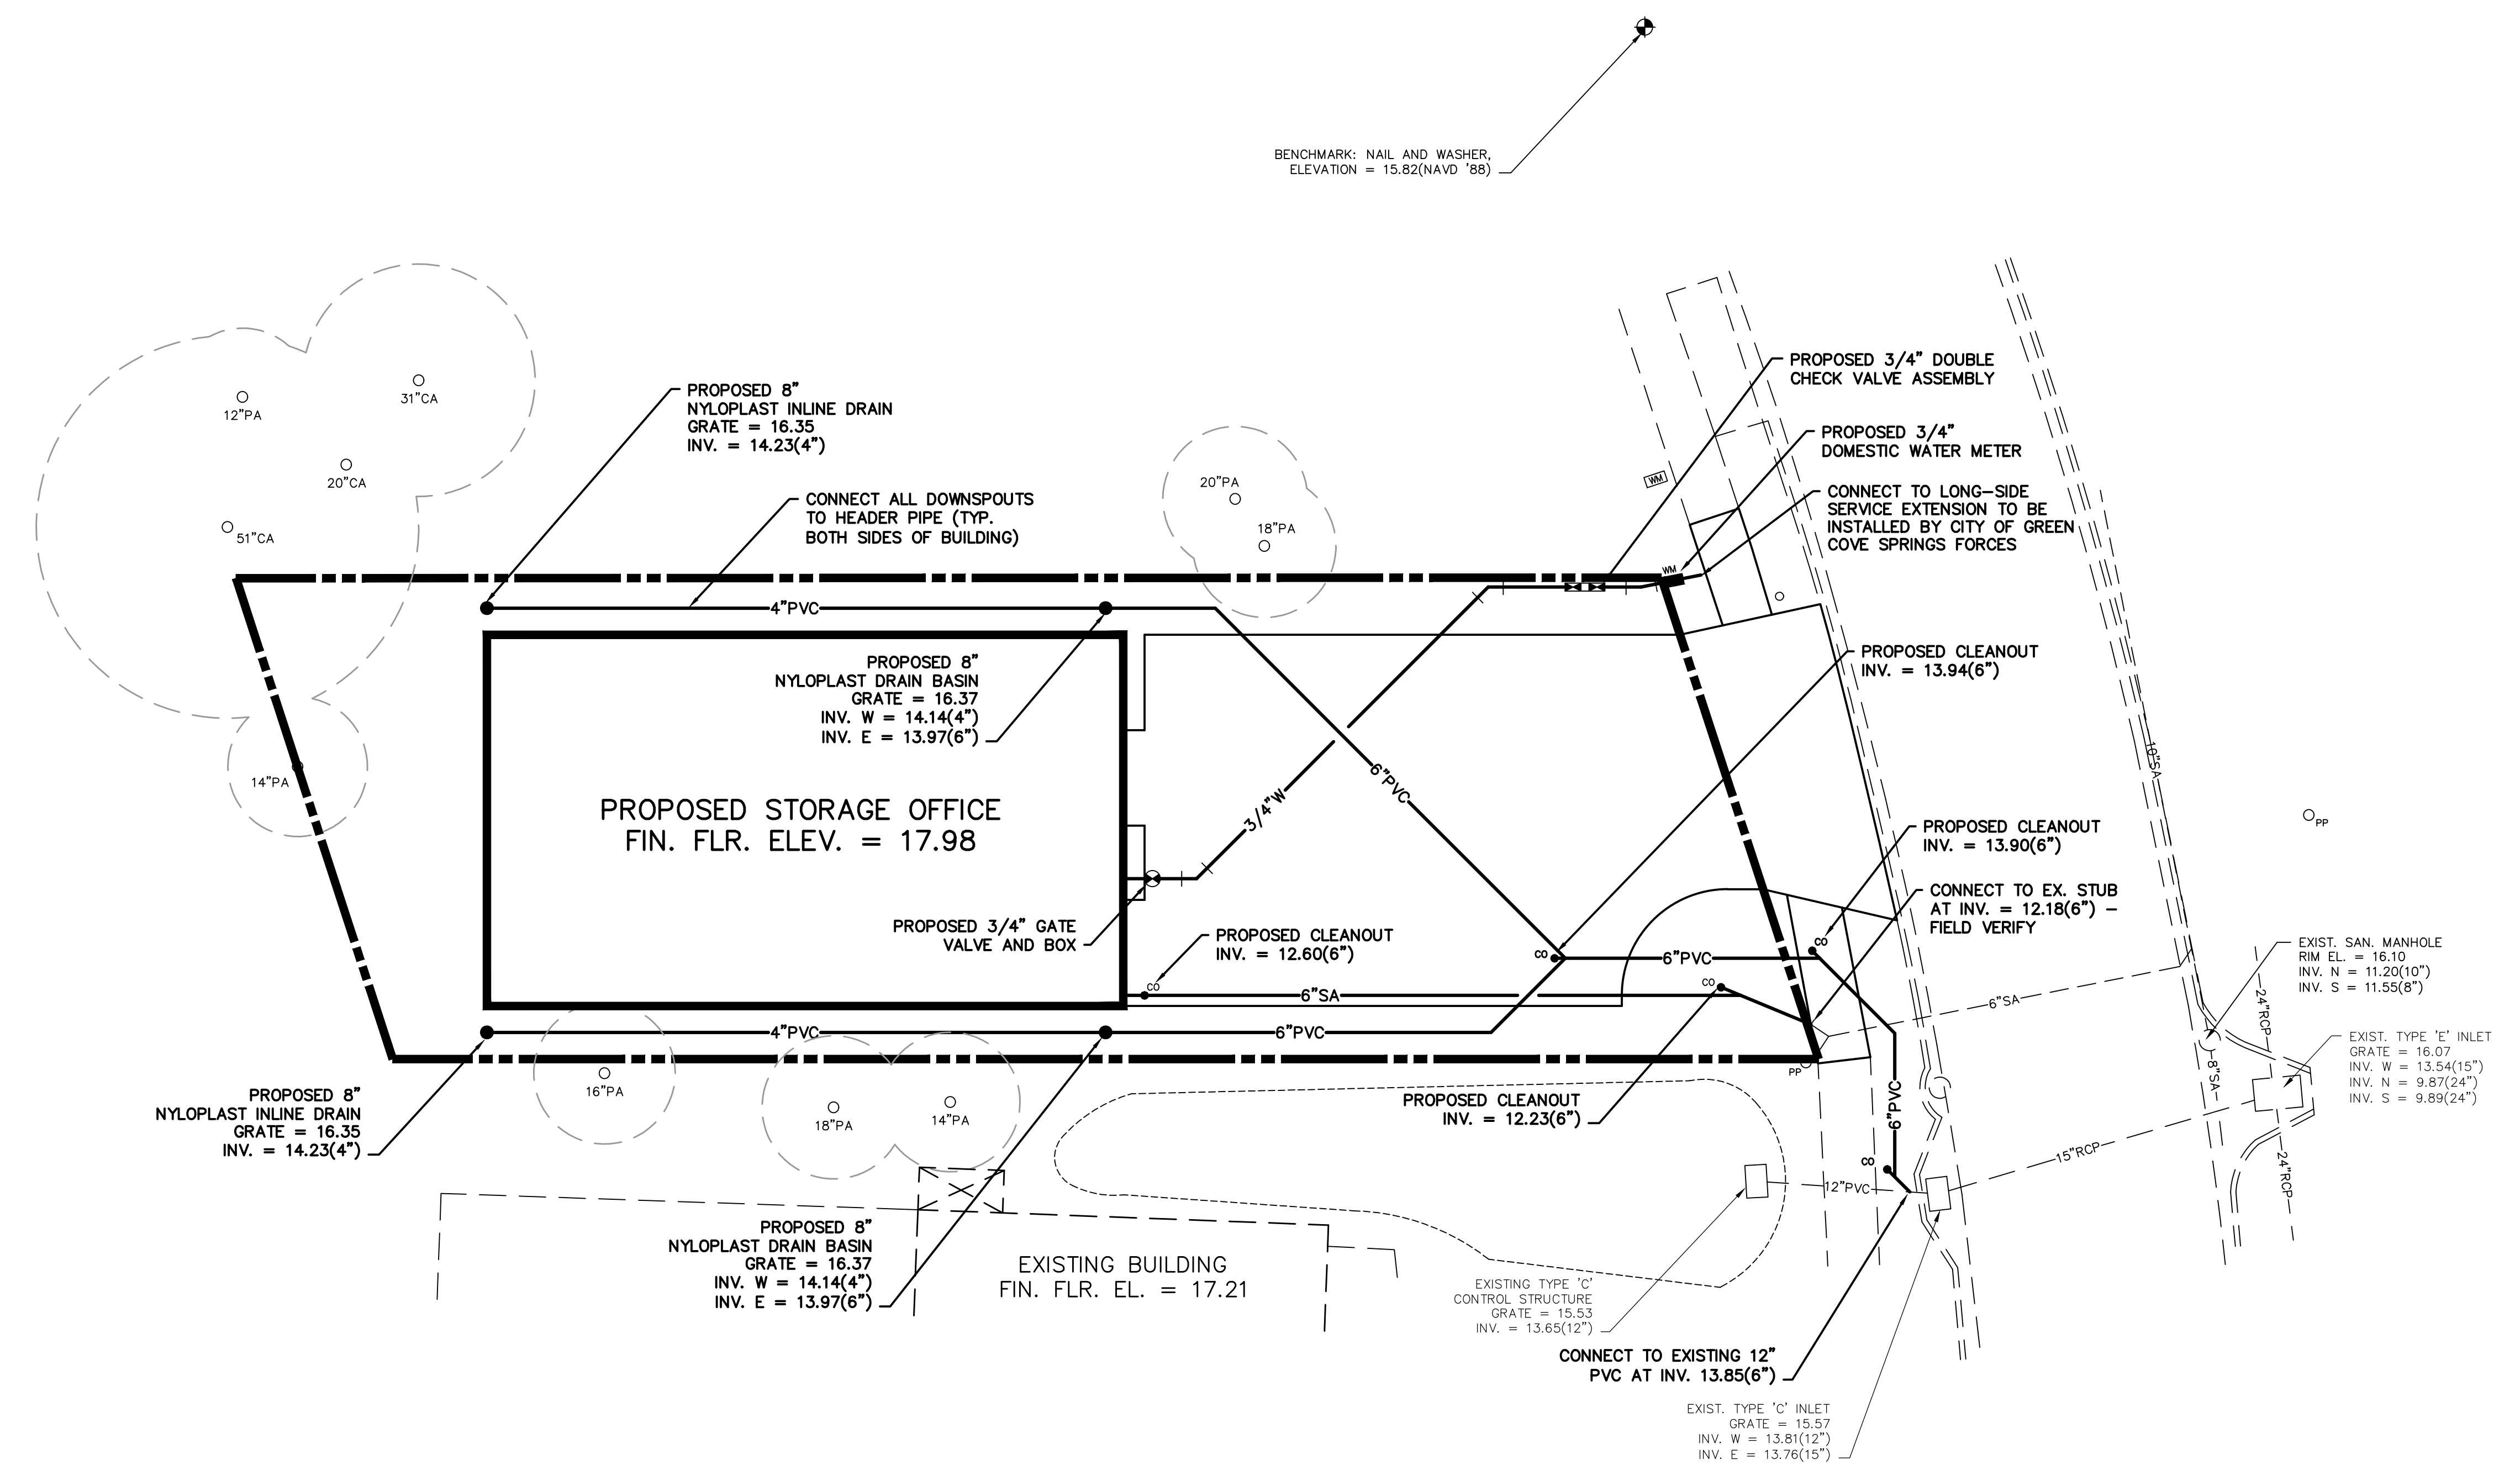 BENCHMARK: NAIL AND WASHER,
ELEVATION = 15.82(NAVD '88)
12"PA
31"CA
20"CA
51"CA
14"PA
PROPOSED 8"
NYLOPLAST INLINE DRAIN
GRATE = 16.35
INV. = 14.23(4")
CONNECT ALL DOWNSPOUTS
TO HEADER PIPE (TYP.
BOTH SIDES OF BUILDING)
20"PA
18"PA
PROPOSED 3/4" DOUBLE
CHECK VALVE ASSEMBLY
PROPOSED 3/4"
DOMESTIC WATER METER
WM
CONNECT TO LONG-SIDE
SERVICE EXTENSION TO BE
INSTALLED BY CITY OF GREEN
COVE SPRINGS FORCES
WM
4"PVC
PROPOSED 8"
NYLOPLAST DRAIN BASIN
GRATE = 16.37
INV. W = 14.14(4")
INV. E = 13.97(6")
PROPOSED CLEANOUT
INV. = 13.94(6")
10"SA
6"PVC
3/4"W
PROPOSED STORAGE OFFICE
FIN. FLR. ELEV. = 17.98
PP
PROPOSED CLEANOUT
INV. = 13.90(6")
CONNECT TO EX. STUB
AT INV. = 12.18(6") –
FIELD VERIFY
PROPOSED 3/4" GATE
VALVE AND BOX
PROPOSED CLEANOUT
INV. = 12.60(6")
CO
CO
6"PVC
CO
CO
6"SA
6"SA
EXIST. SAN. MANHOLE
RIM EL. = 16.10
INV. N = 11.20(10")
INV. S = 11.55(8")
24"RCP
4"PVC
6"PVC
EXIST. TYPE 'E' INLET
GRATE = 16.07
INV. W = 13.54(15")
INV. N = 9.87(24")
INV. S = 9.89(24")
8"SA
PP
16"PA
18"PA
14"PA
PROPOSED 8"
NYLOPLAST INLINE DRAIN
GRATE = 16.35
INV. = 14.23(4")
PROPOSED CLEANOUT
INV. = 12.23(6")
6"PVC
CO
15"RCP
24"RCP
12"PVC
PROPOSED 8"
NYLOPLAST DRAIN BASIN
GRATE = 16.37
INV. W = 14.14(4")
INV. E = 13.97(6")
EXISTING BUILDING
FIN. FLR. EL. = 17.21
EXISTING TYPE 'C'
CONTROL STRUCTURE
GRATE = 15.53
INV. = 13.65(12")
CONNECT TO EXISTING 12"
PVC AT INV. 13.85(6")
EXIST. TYPE 'C' INLET
GRATE = 15.57
INV. W = 13.81(12")
INV. E = 13.76(15")